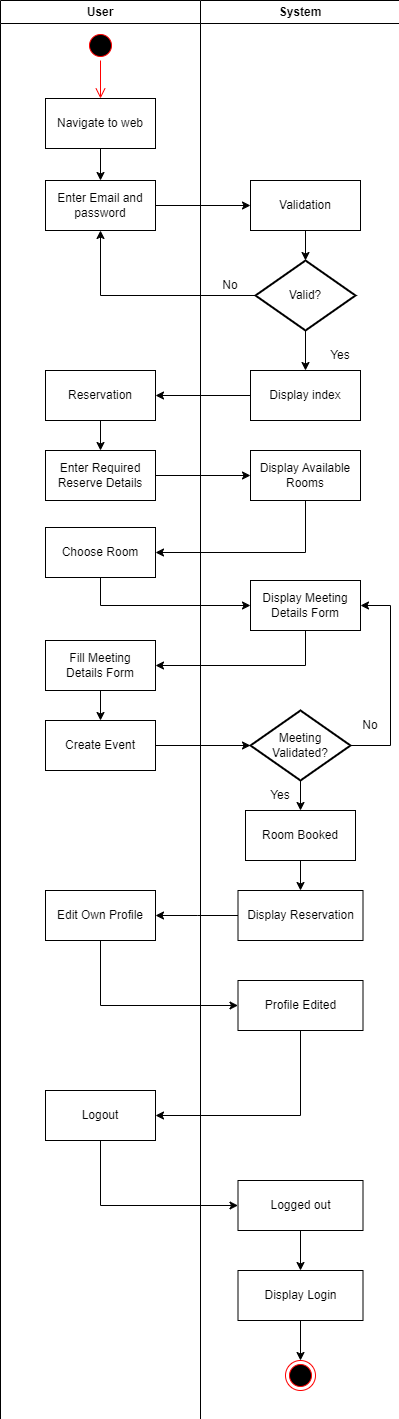 User
System
Navigate to web
Enter Email and
password
Validation
No
Valid?
Yes
Reservation
Display index
Enter Required
Reserve Details
Display Available
Rooms
Choose Room
Display Meeting
Details Form
Fill Meeting
Details Form
Create Event
Meeting
Validated?
No
Yes
Room Booked
Edit Own Profile
Display Reservation
Profile Edited
Logout
Logged out
Display Login